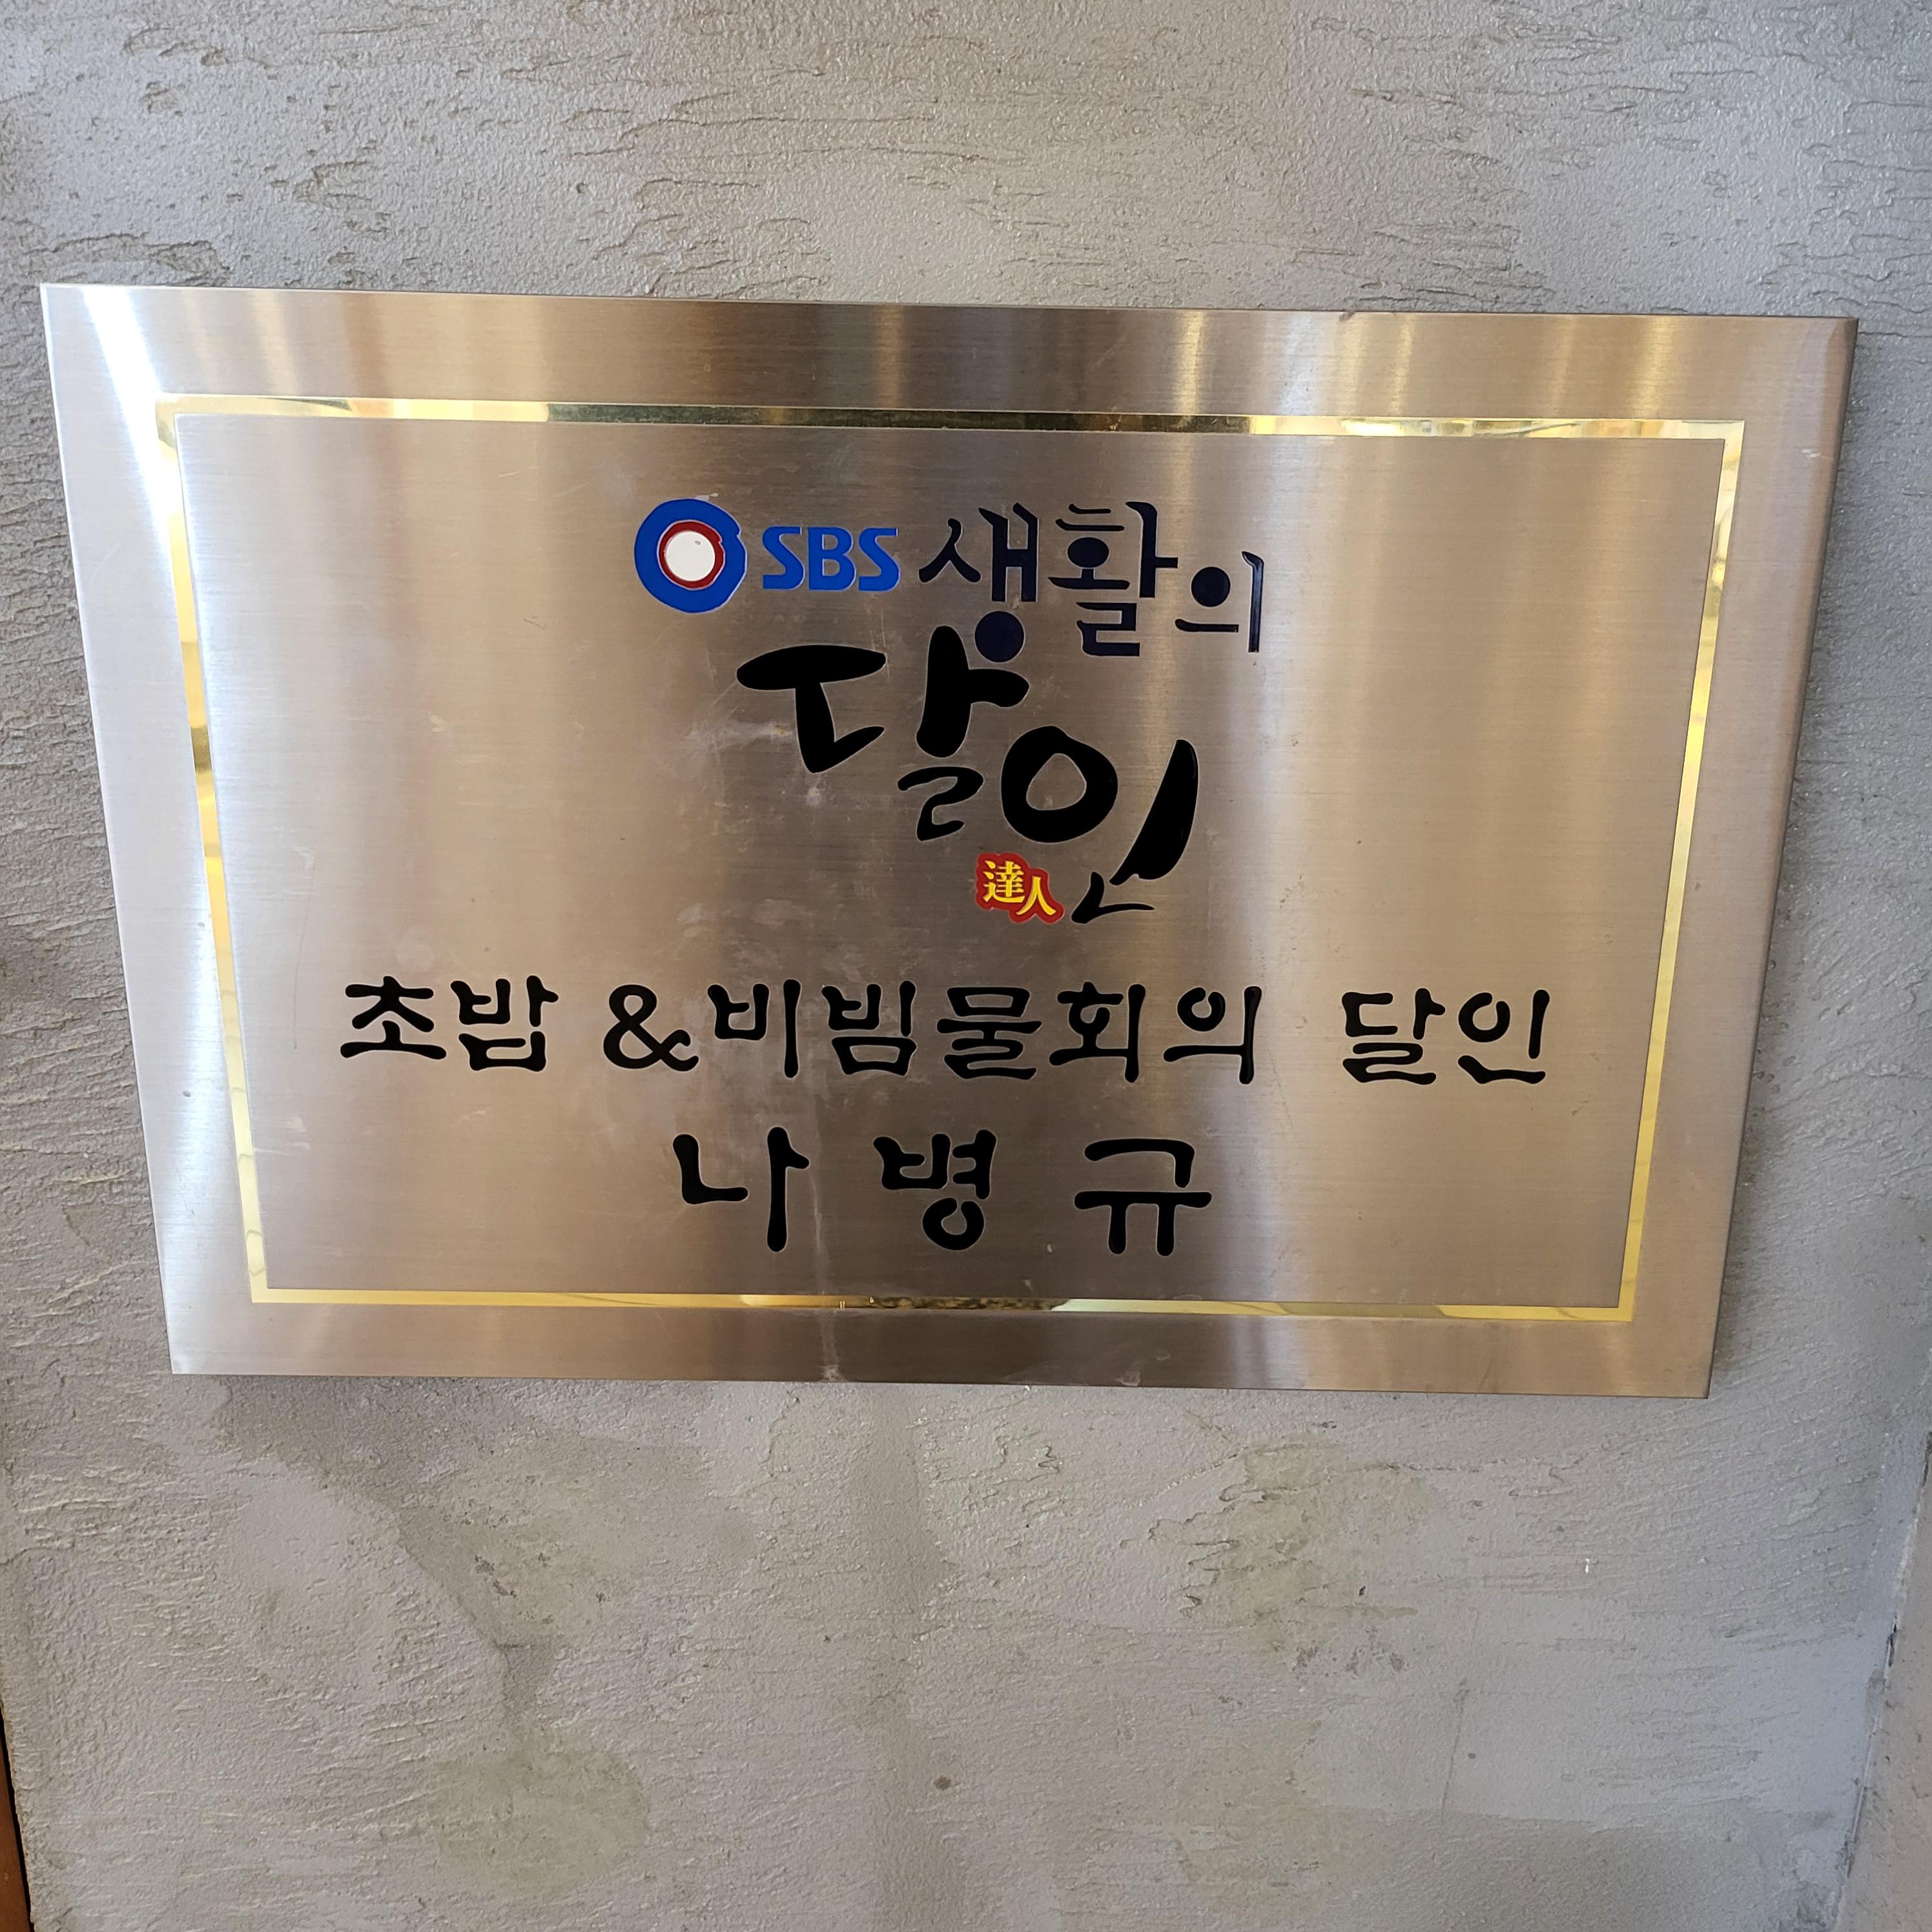 SBS 생활의
달인
達人
초밥 & 비빔물회의 달인
나병규